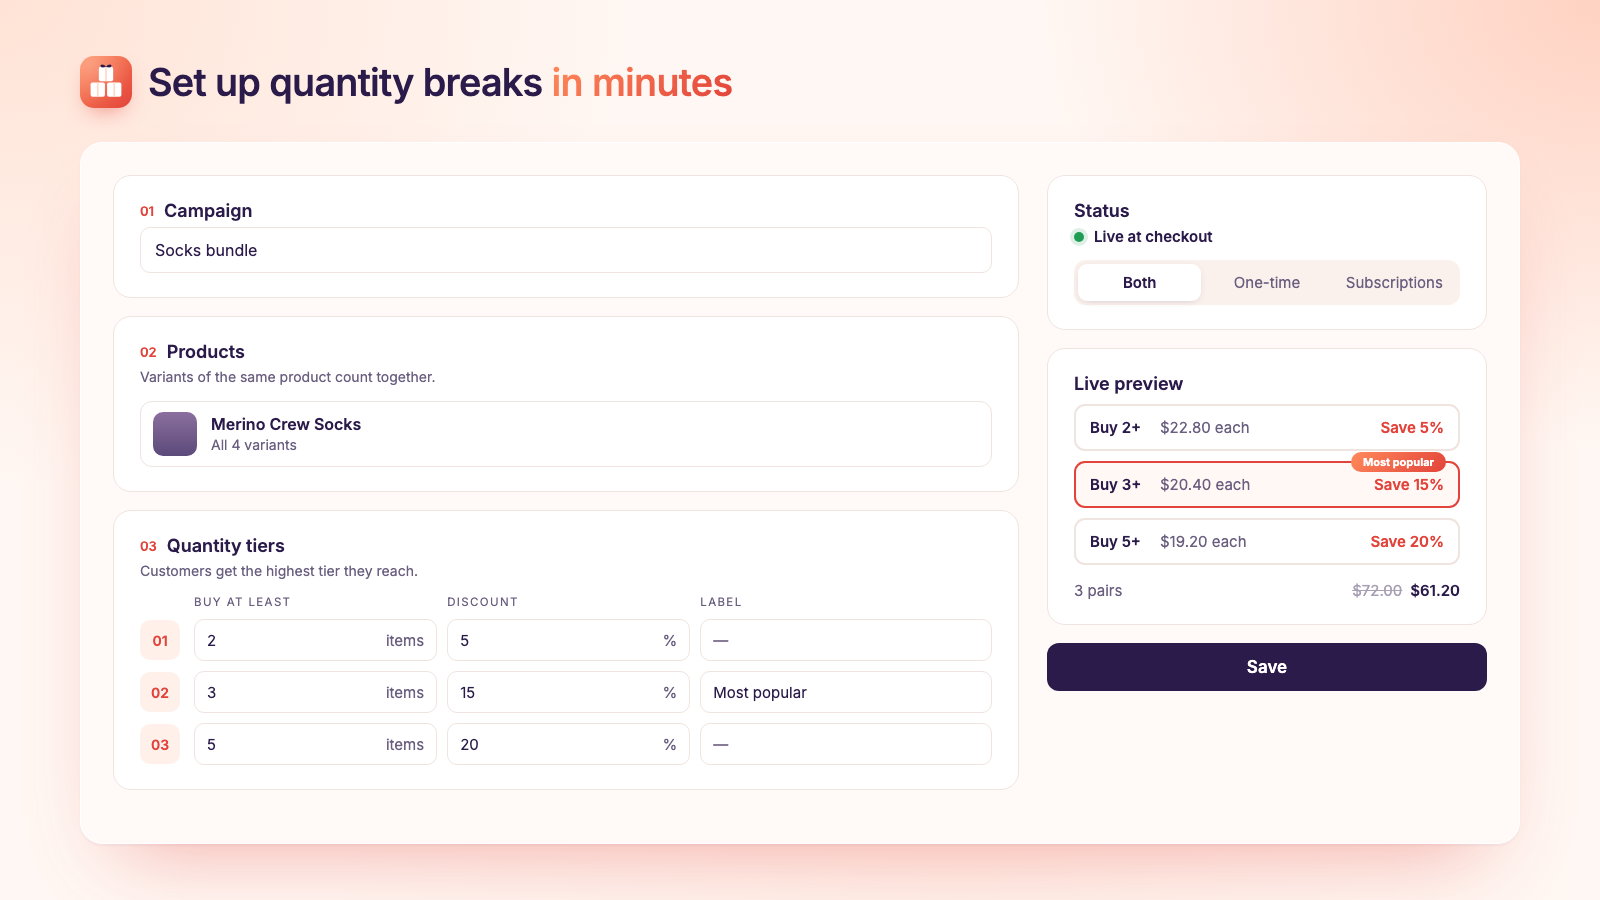 Set up quantity breaks in minutes
01 Campaign
Socks bundle
02 Products
Variants of the same product count together.
Merino Crew Socks
All 4 variants
03 Quantity tiers
Customers get the highest tier they reach.
BUY AT LEAST DISCOUNT LABEL
01 2 items 5 % —
02 3 items 15 % Most popular
03 5 items 20 % —
Status
Live at checkout
Both One-time Subscriptions
Live preview
Buy 2+ $22.80 each Save 5%
Most popular
Buy 3+ $20.40 each Save 15%
Buy 5+ $19.20 each Save 20%
3 pairs $72.00 $61.20
Save